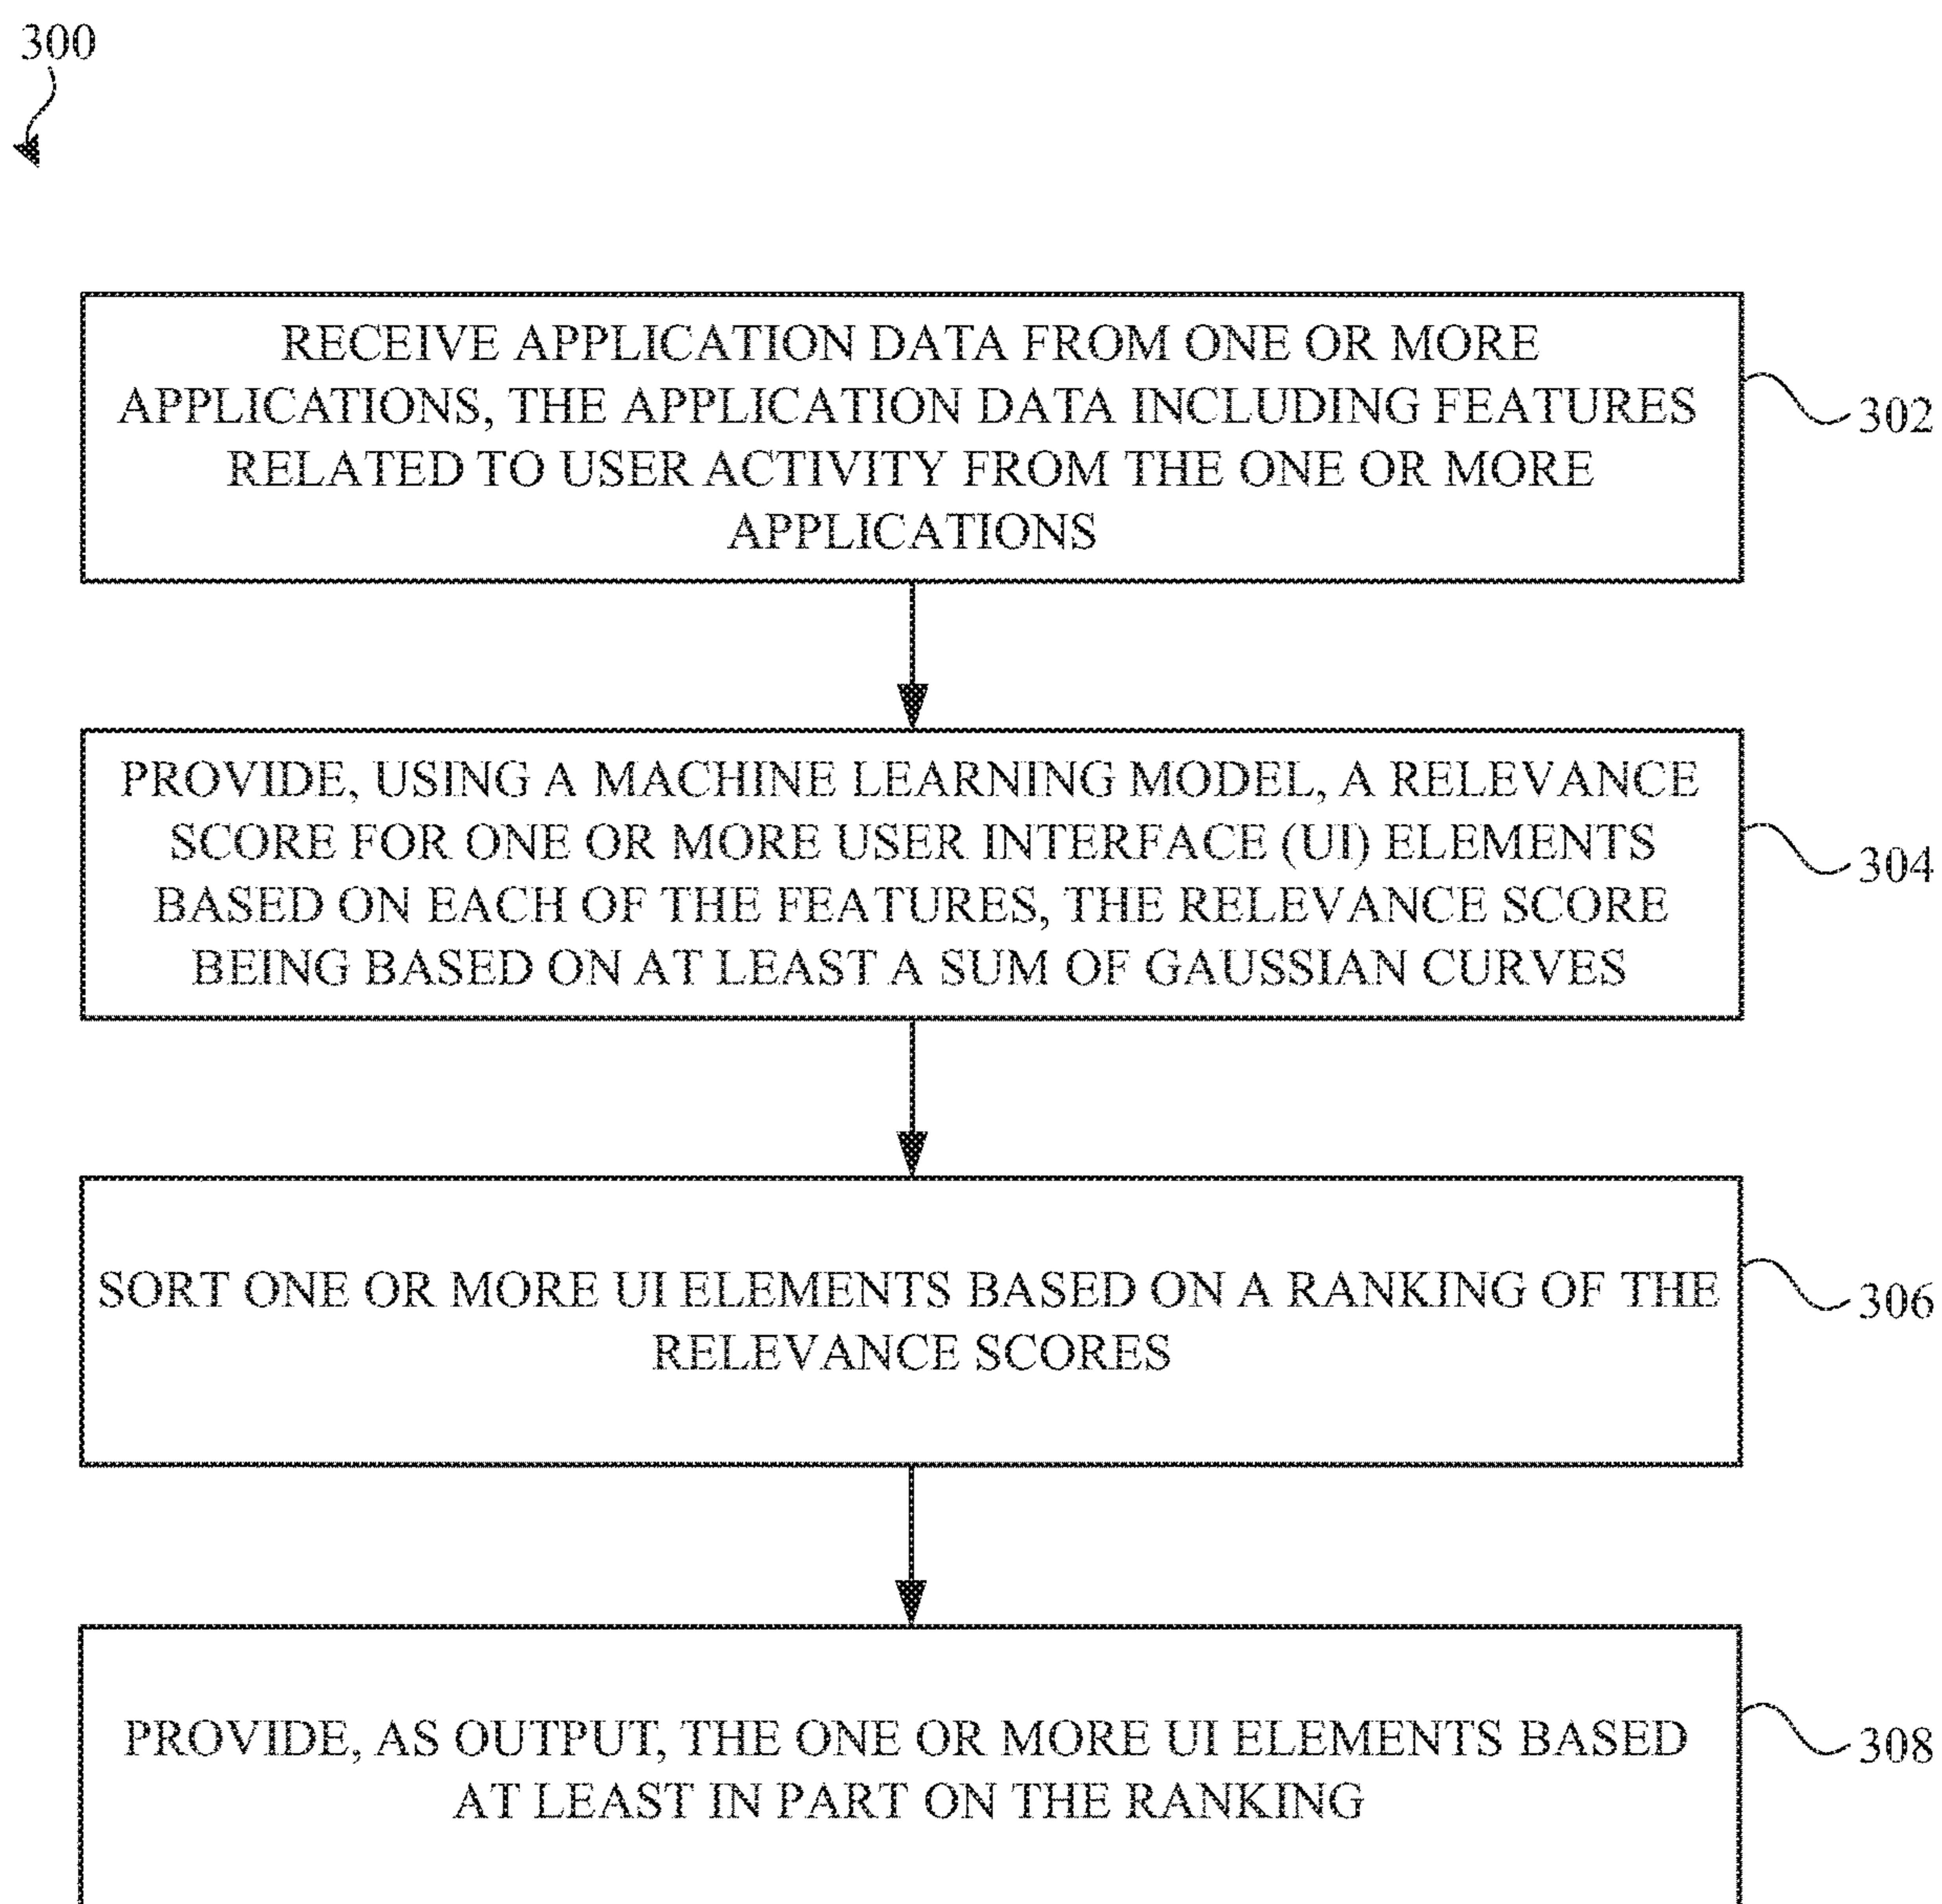 300
RECEIVE APPLICATION DATA FROM ONE OR MORE
APPLICATIONS, THE APPLICATION DATA INCLUDING FEATURES
RELATED TO USER ACTIVITY FROM THE ONE OR MORE
APPLICATIONS
302
PROVIDE, USING A MACHINE LEARNING MODEL, A RELEVANCE
SCORE FOR ONE OR MORE USER INTERFACE (UI) ELEMENTS
BASED ON EACH OF THE FEATURES, THE RELEVANCE SCORE
BEING BASED ON AT LEAST A SUM OF GAUSSIAN CURVES
304
SORT ONE OR MORE UI ELEMENTS BASED ON A RANKING OF THE
RELEVANCE SCORES
306
PROVIDE, AS OUTPUT, THE ONE OR MORE UI ELEMENTS BASED
AT LEAST IN PART ON THE RANKING
308